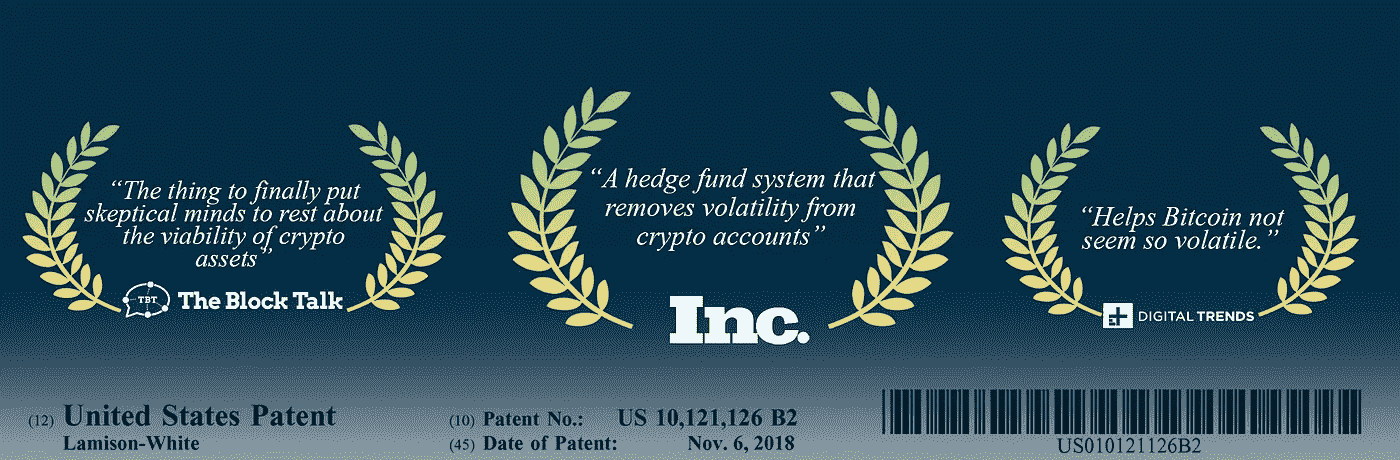 “The thing to finally put
skeptical minds to rest about
the viability of crypto
assets”
TBT The Block Talk
“A hedge fund system that
removes volatility from
crypto accounts”
Inc.
“Helps Bitcoin not
seem so volatile.”
DIGITAL TRENDS
(12) United States Patent
Lamison-White
(10) Patent No.: US 10,121,126 B2
(45) Date of Patent: Nov. 6, 2018
US010121126B2